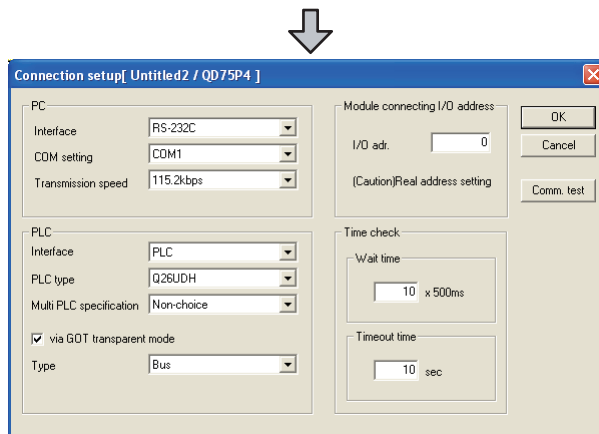 Connection setup[ Untitled2 / QD75P4 ]
PC
Interface RS-232C
COM setting COM1
Transmission speed 115.2kbps
Module connecting I/O address
I/O adr. 0
(Caution)Real address setting
OK
Cancel
Comm. test
PLC
Interface PLC
PLC type Q26UDH
Multi PLC specification Non-choice
via GOT transparent mode
Type Bus
Time check
Wait time
10 x 500ms
Timeout time
10 sec